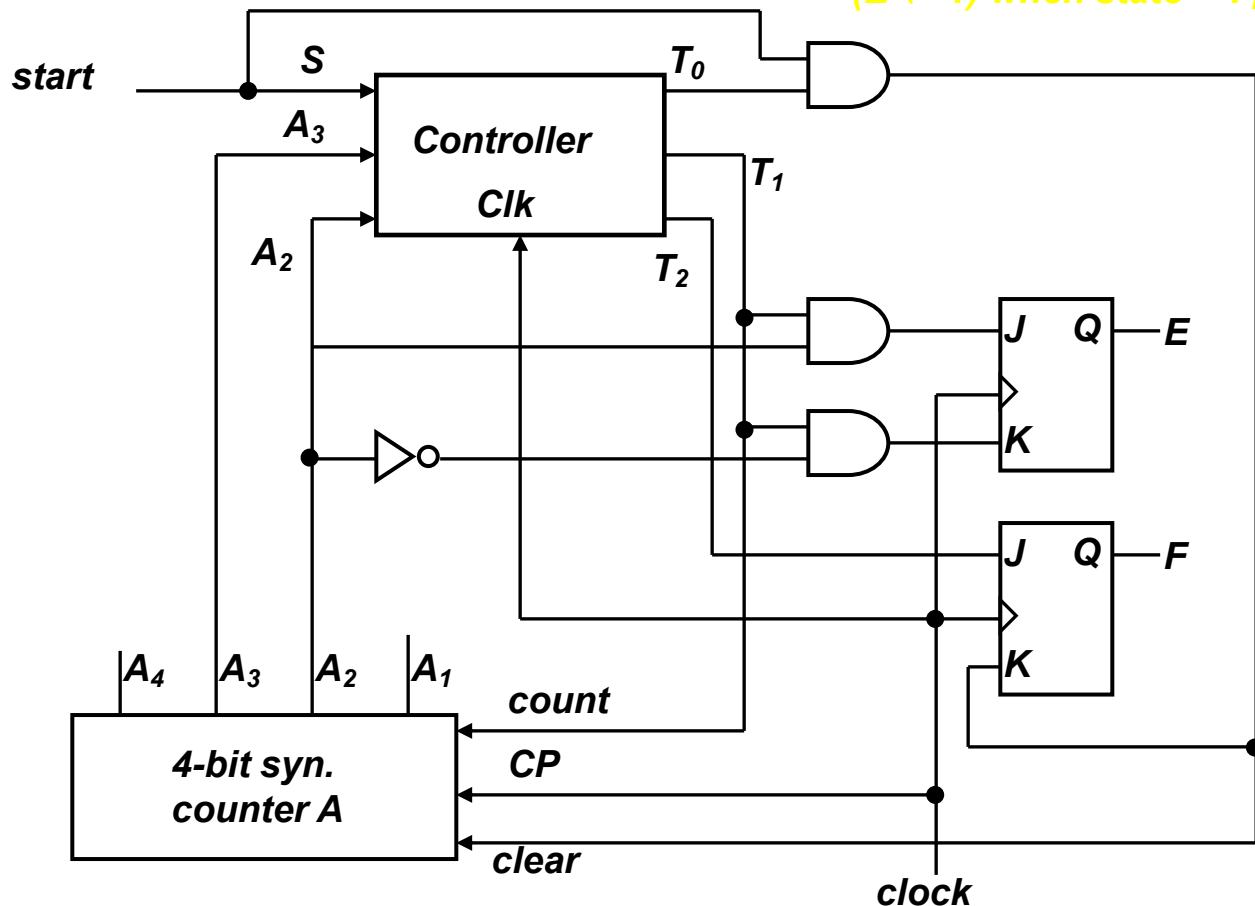 start
S
T₀
A₃
Controller
T₁
Clk
A₂
T₂
J Q E
K
J Q F
K
A₄ A₃ A₂ A₁
count
4-bit syn.
CP
counter A
clear
clock